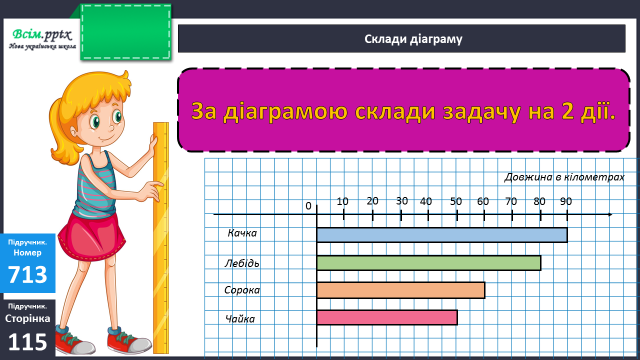 Всім.pptx
Нова українська школа
Склади діаграму
За діаграмою склади задачу на 2 дії.
Довжина в кілометрах
0 10 20 30 40 50 60 70 80 90
Качка
Лебідь
Сорока
Чайка
Підручник.
Номер
713
Підручник.
Сторінка
115